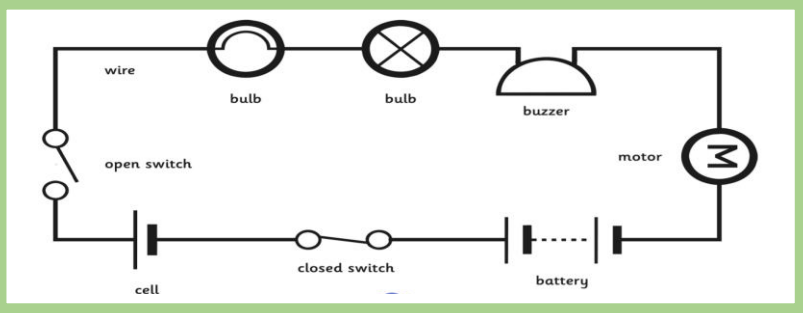 wire
bulb
bulb
buzzer
open switch
motor
M
closed switch
battery
cell